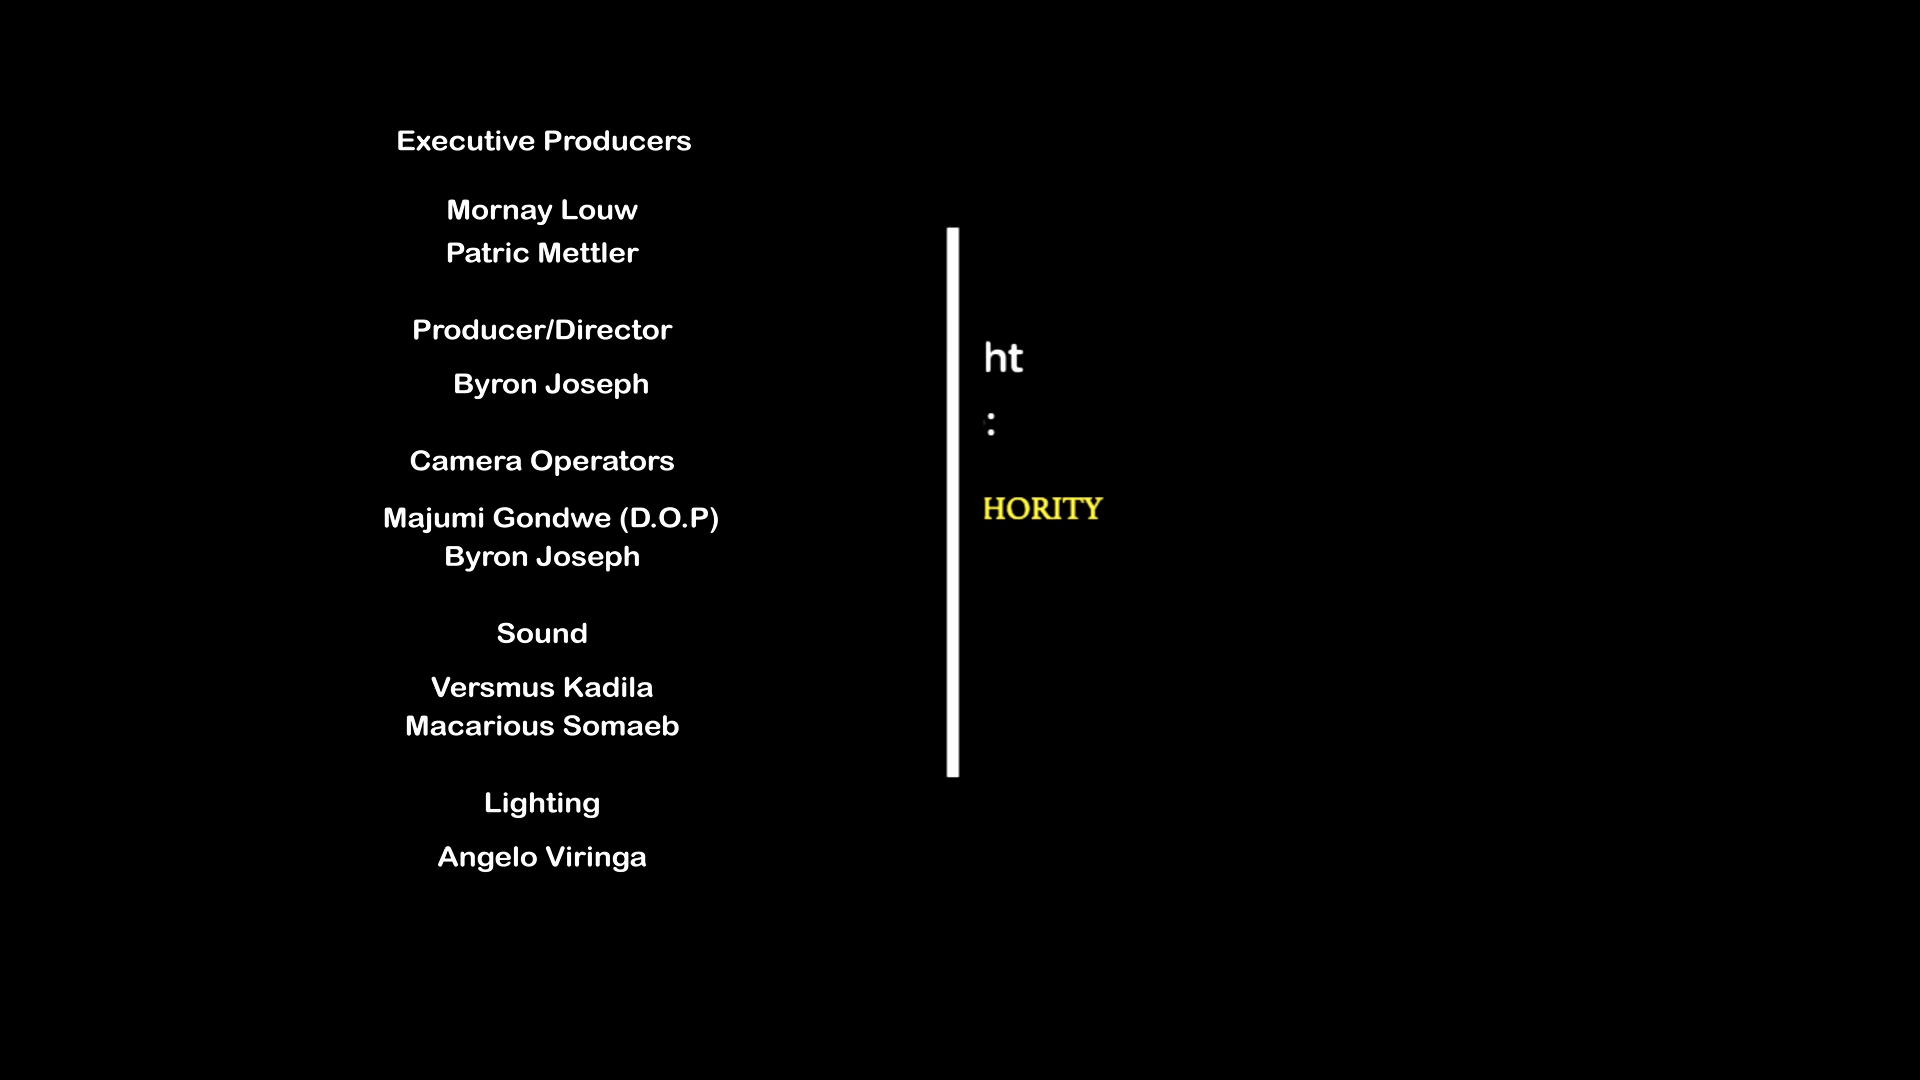 Executive Producers
Mornay Louw
Patric Mettler
Producer/Director
Byron Joseph
Camera Operators
Majumi Gondwe (D.O.P)
Byron Joseph
Sound
Versmus Kadila
Macarious Somaeb
Lighting
Angelo Viringa
ht
:
HORITY